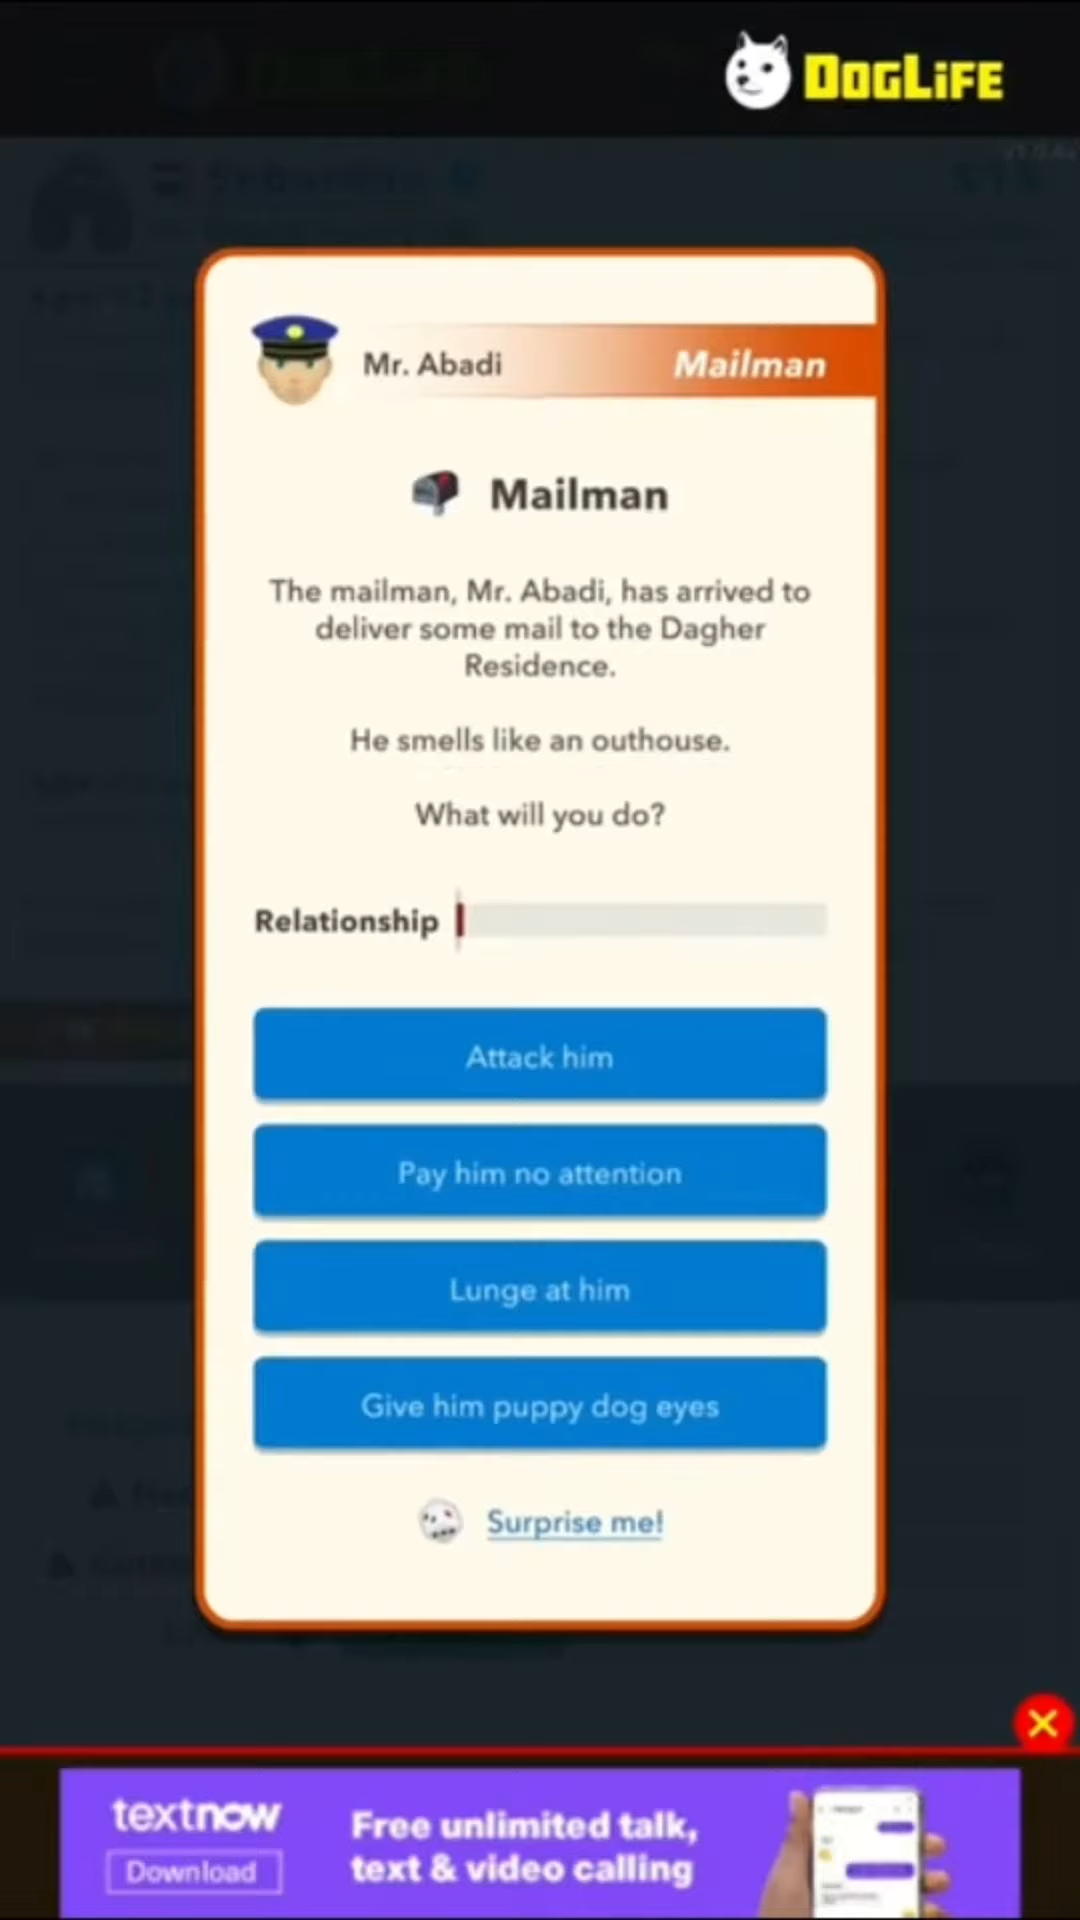 DOGLIFE
Mr. Abadi
Mailman
Mailman
The mailman, Mr. Abadi, has arrived to
deliver some mail to the Dagher
Residence.
He smells like an outhouse.
What will you do?
Relationship
Attack him
Pay him no attention
Lunge at him
Give him puppy dog eyes
Surprise me!
textnow
Download
Free unlimited talk,
text & video calling